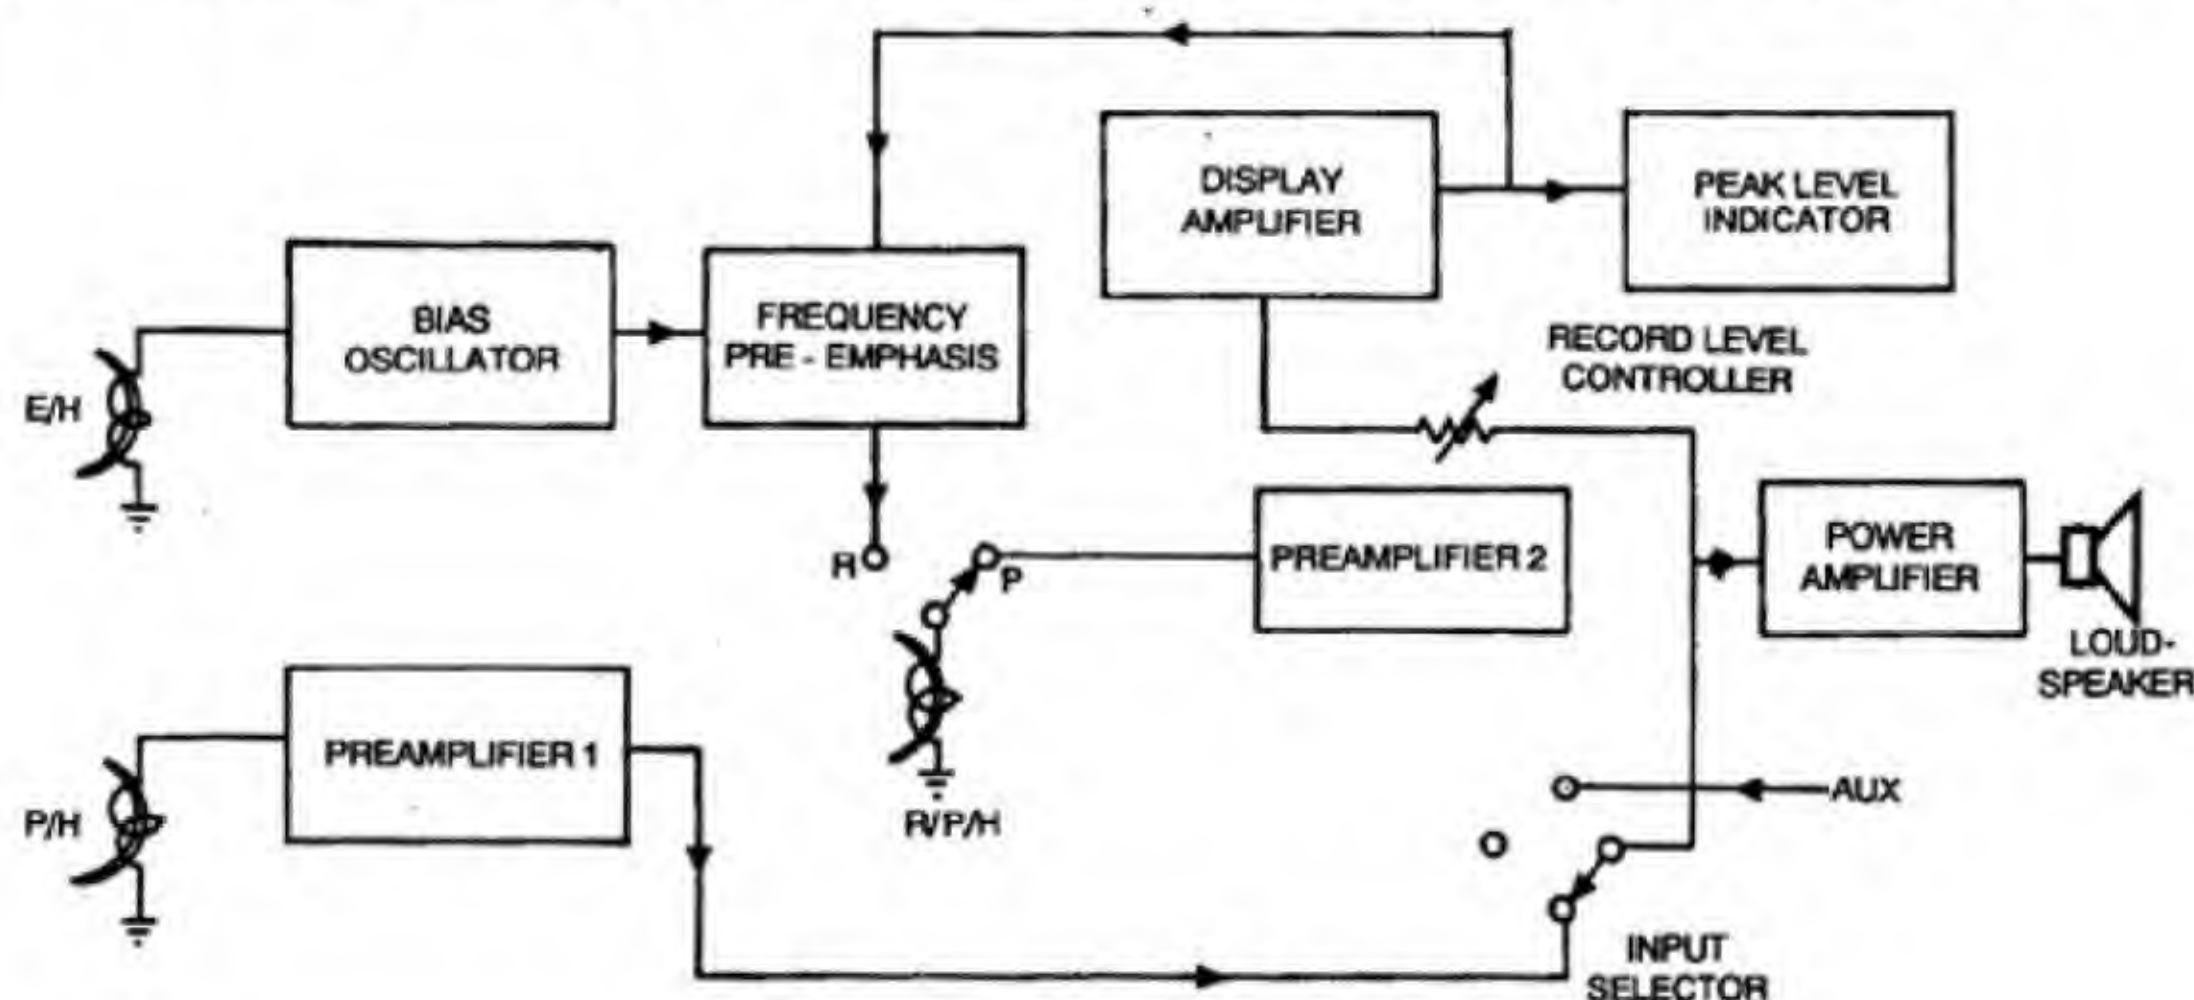 DISPLAY
AMPLIFIER
PEAK LEVEL
INDICATOR
BIAS
OSCILLATOR
FREQUENCY
PRE - EMPHASIS
RECORD LEVEL
CONTROLLER
E/H
R
P
PREAMPLIFIER 2
POWER
AMPLIFIER
LOUD-
SPEAKER
PREAMPLIFIER 1
P/H
R/P/H
AUX
INPUT
SELECTOR